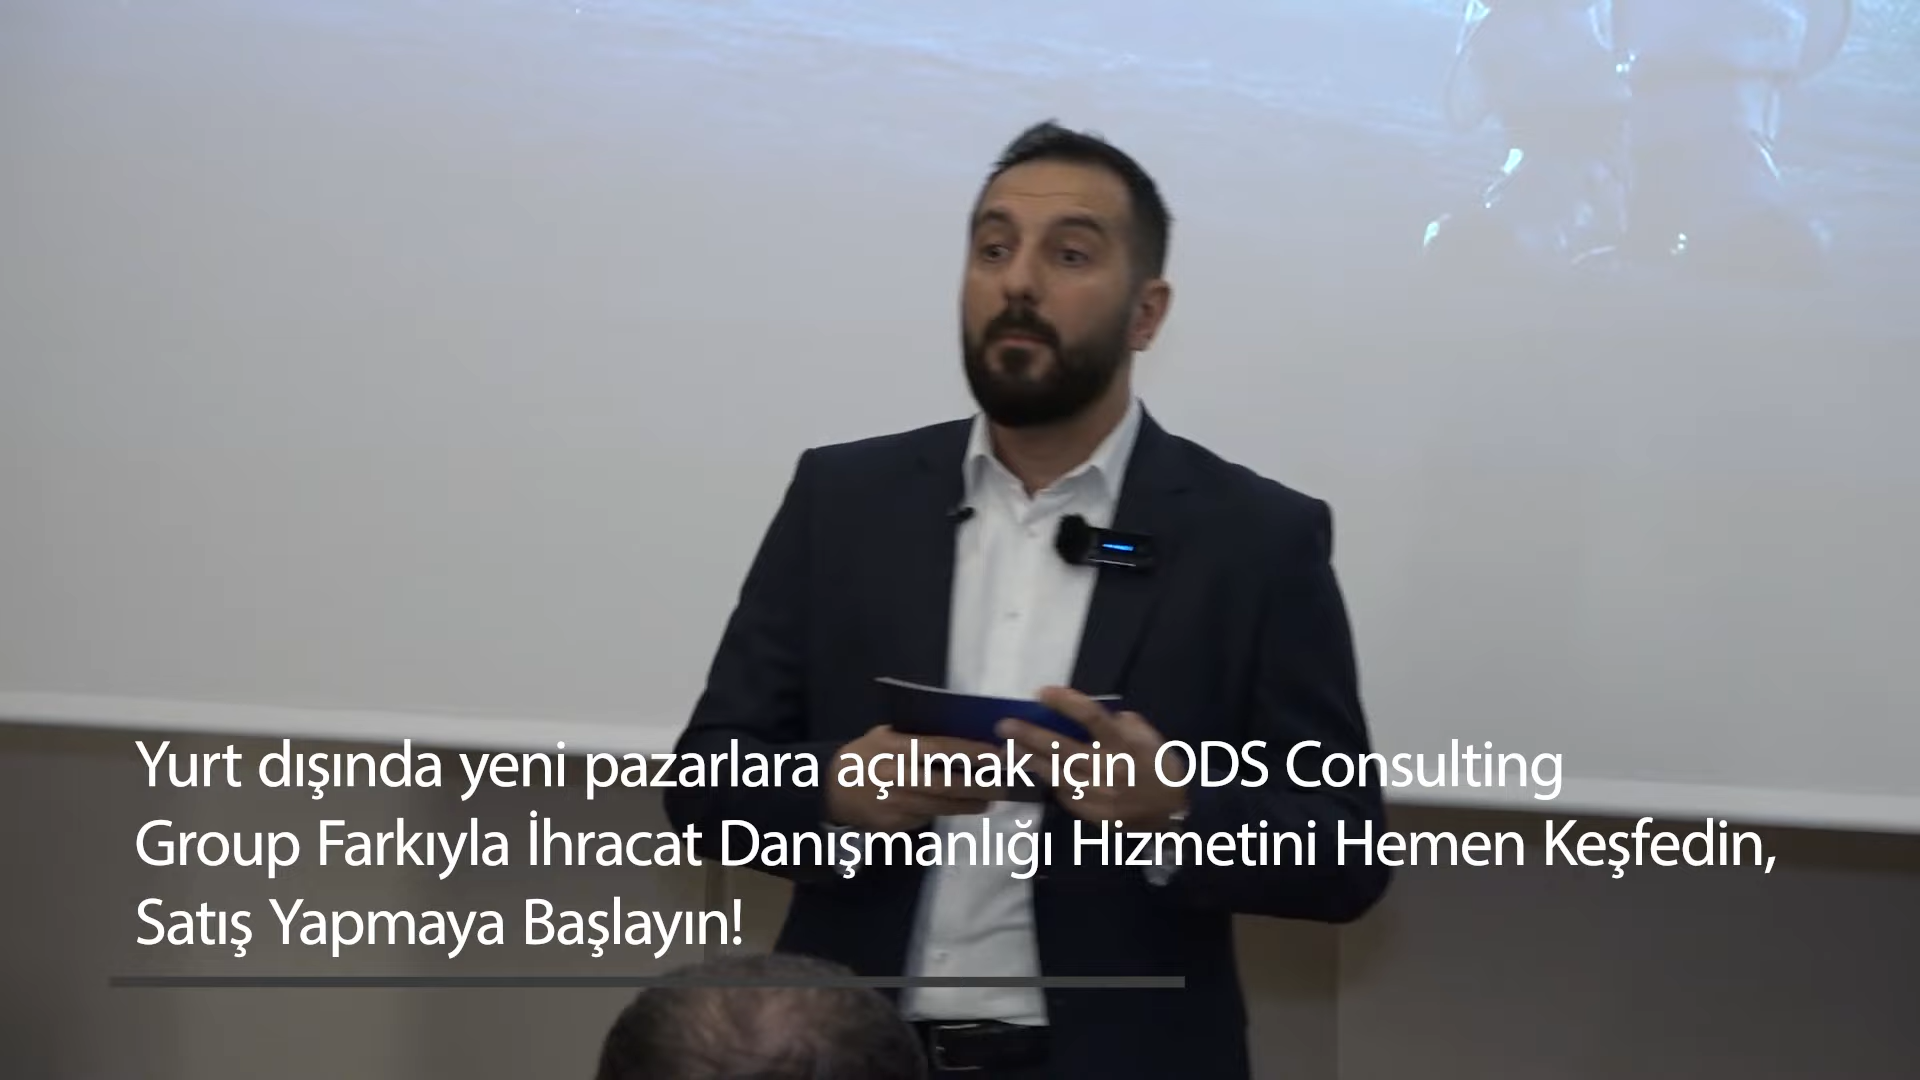 Yurt dışında yeni pazarlara açılmak için ODS Consulting
Group Farkıyla İhracat Danışmanlığı Hizmetini Hemen Keşfedin,
Satış Yapmaya Başlayın!